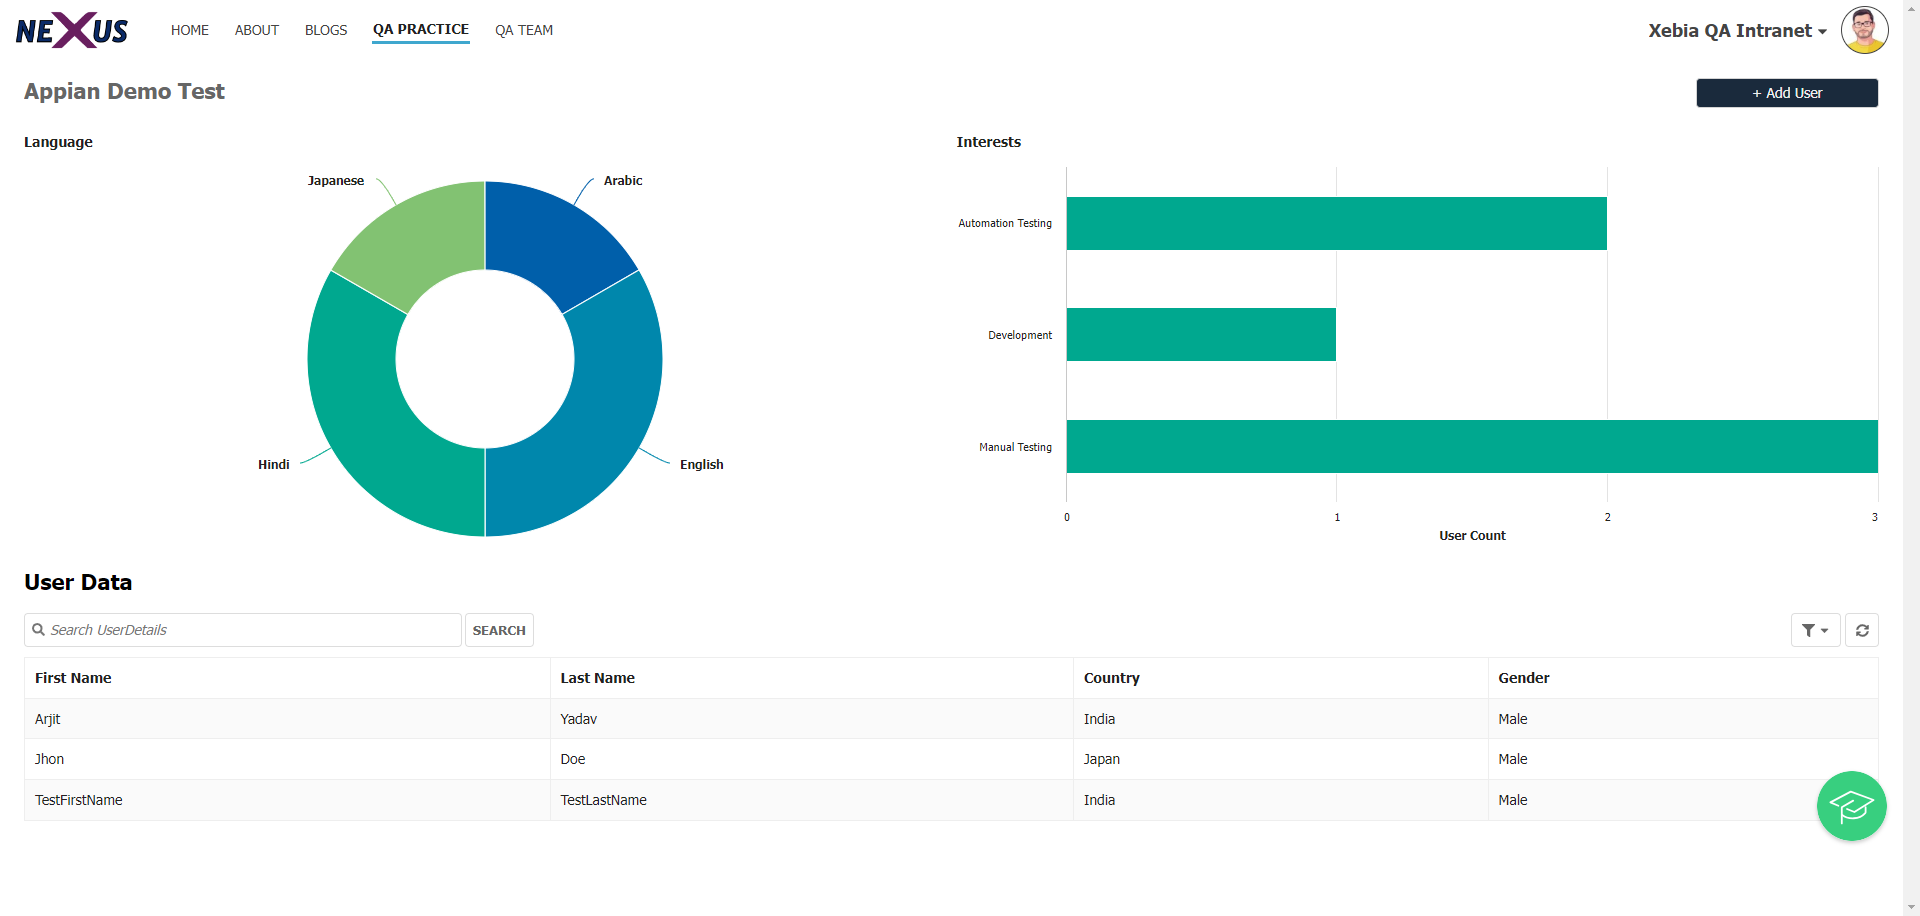 NEXUS HOME ABOUT BLOGS QA PRACTICE QA TEAM Xebia QA Intranet
Appian Demo Test + Add User
Language
Japanese Arabic
Hindi English
Interests
Automation Testing
Development
Manual Testing
0 1 2 3
User Count
User Data
Search UserDetails SEARCH
First Name Last Name Country Gender
Arjit Yadav India Male
Jhon Doe Japan Male
TestFirstName TestLastName India Male